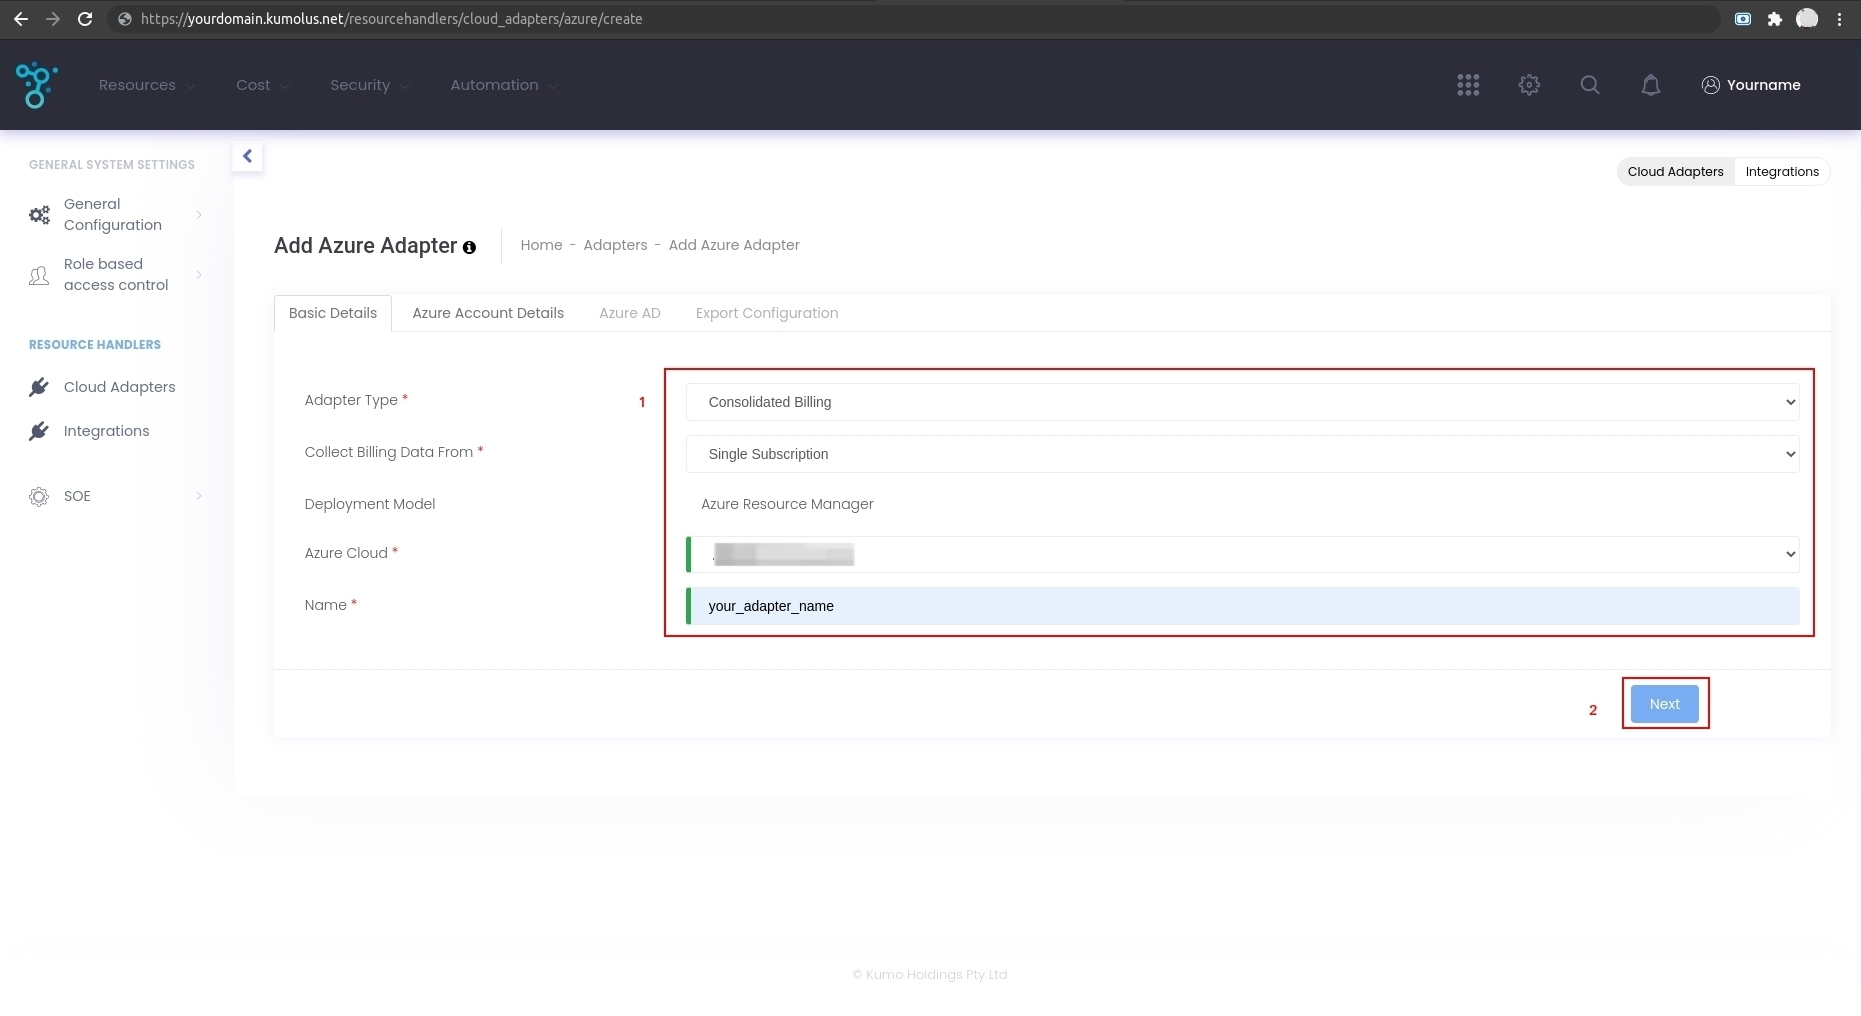 https://yourdomain.kumolus.net/resourcehandlers/cloud_adapters/azure/create
Resources Cost Security Automation Yourname
GENERAL SYSTEM SETTINGS
General
Configuration
Role based
access control
RESOURCE HANDLERS
Cloud Adapters
Integrations
SOE
Cloud Adapters Integrations
Add Azure Adapter Home - Adapters - Add Azure Adapter
Basic Details Azure Account Details Azure AD Export Configuration
Adapter Type * 1 Consolidated Billing
Collect Billing Data From * Single Subscription
Deployment Model Azure Resource Manager
Azure Cloud *
Name * your_adapter_name
2 Next
© Kumo Holdings Pty Ltd